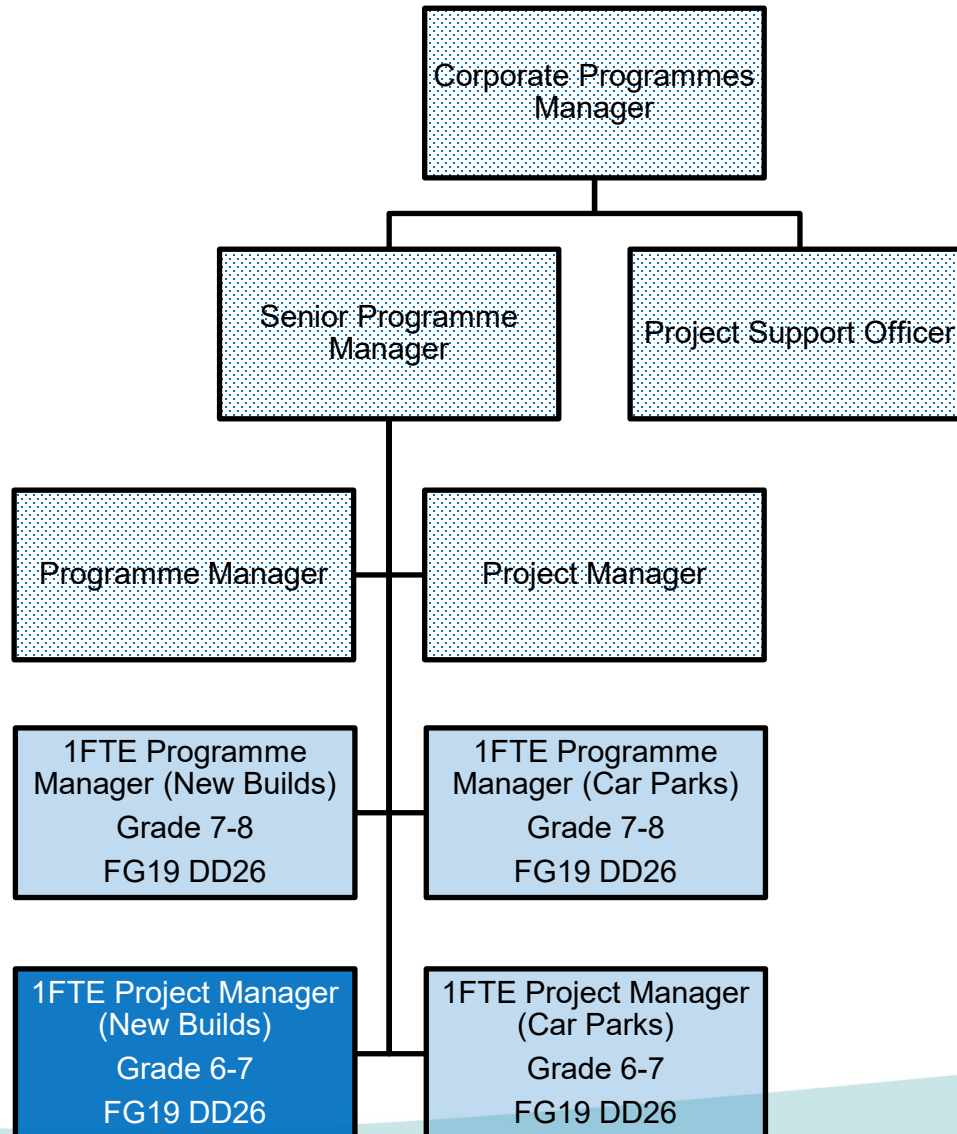 Corporate Programmes
Manager
Senior Programme
Manager
Project Support Officer
Programme Manager
Project Manager
1FTE Programme
Manager (New Builds)
Grade 7-8
FG19 DD26
1FTE Programme
Manager (Car Parks)
Grade 7-8
FG19 DD26
1FTE Project Manager
(New Builds)
Grade 6-7
FG19 DD26
1FTE Project Manager
(Car Parks)
Grade 6-7
FG19 DD26